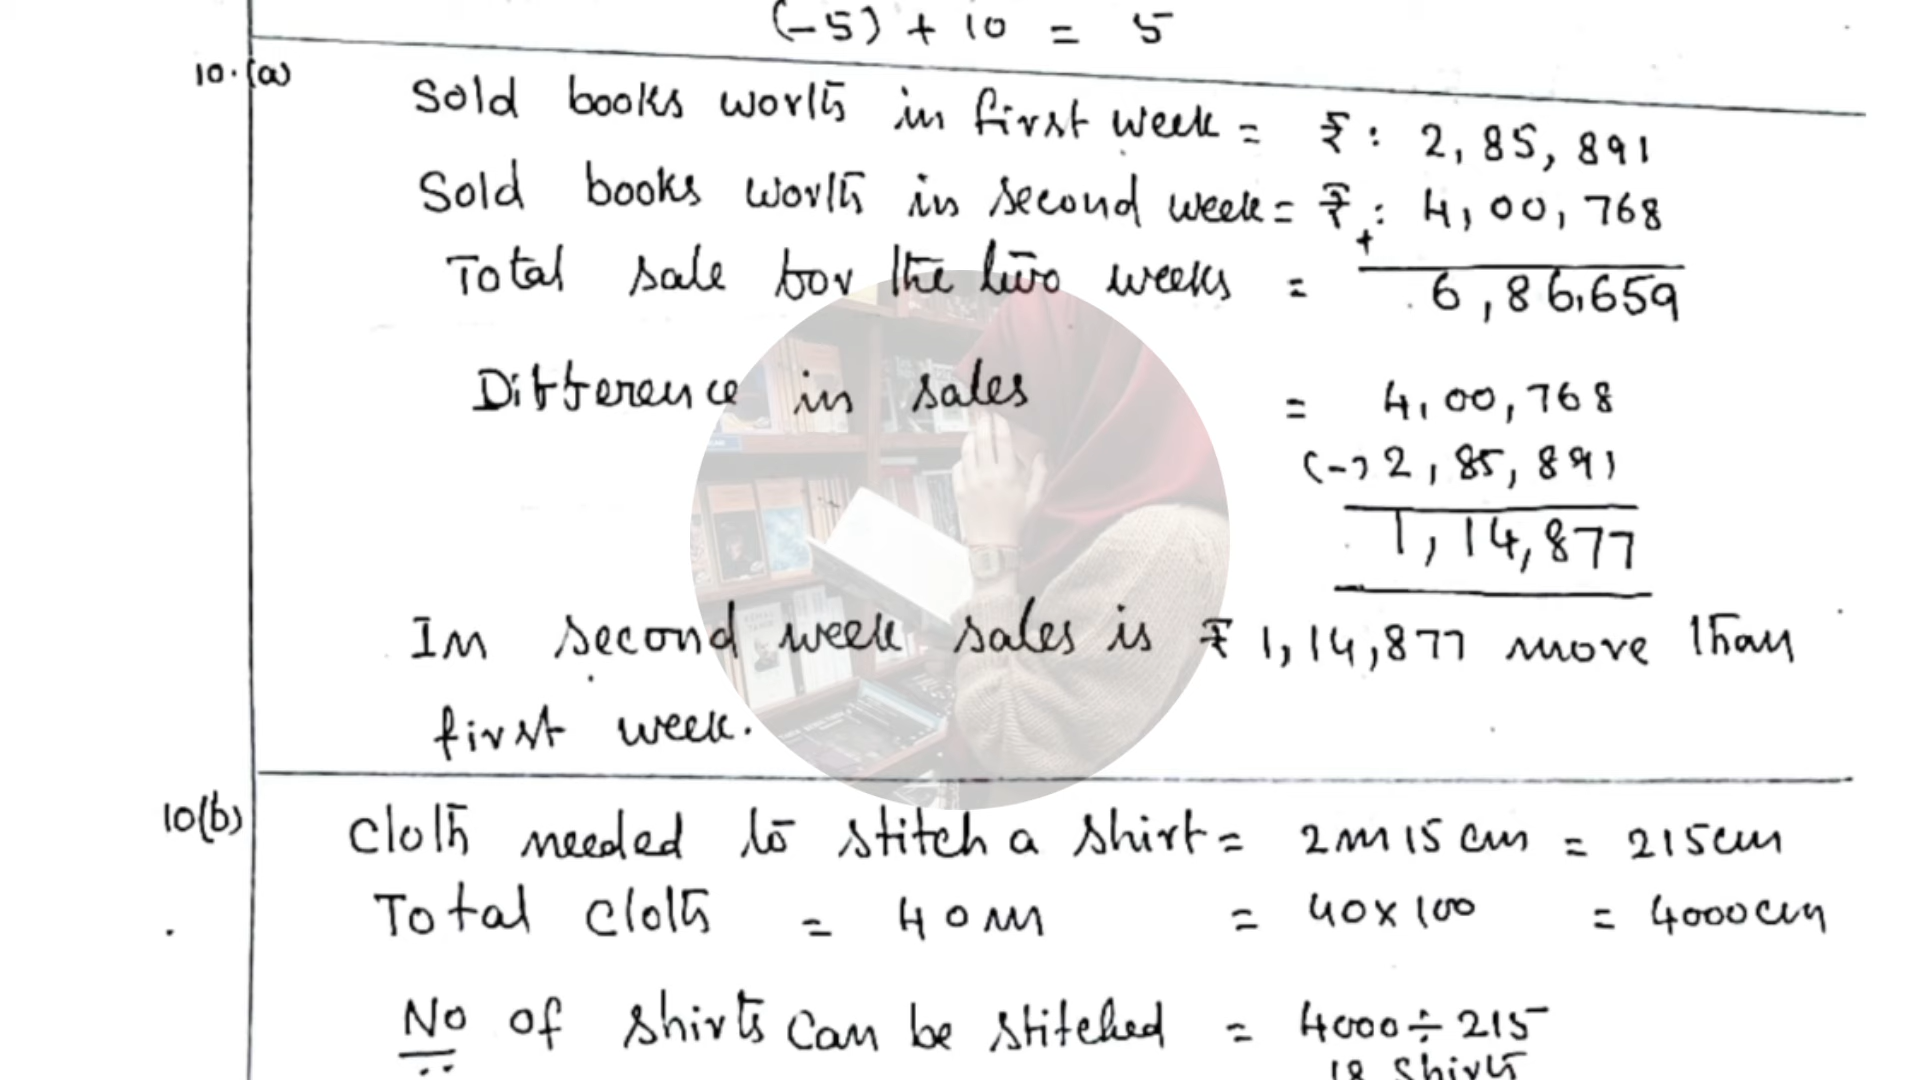 (-5) + 10 = 5
10.(a) Sold books worth in first week = ₹: 2,85,891
Sold books worth in second week = ₹: 4,00,768
+
Total sale for the two weeks = 6,86,659
Difference in sales = 4,00,768
(-) 2,85,891
1,14,877
In second week sales is ₹ 1,14,877 more than
first week.
10(b) Cloth needed to stitch a shirt = 2m 15 cm = 215cm
Total cloth = 40m = 40x100 = 4000cm
No of shirts can be stitched = 4000÷215
18 shirts